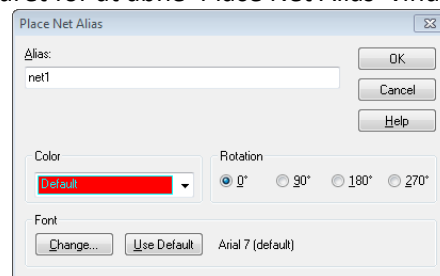 Place Net Alias
Alias:
net1
OK
Cancel
Help
Color
Default
Rotation
0° 90° 180° 270°
Font
Change... Use Default Arial 7 (default)